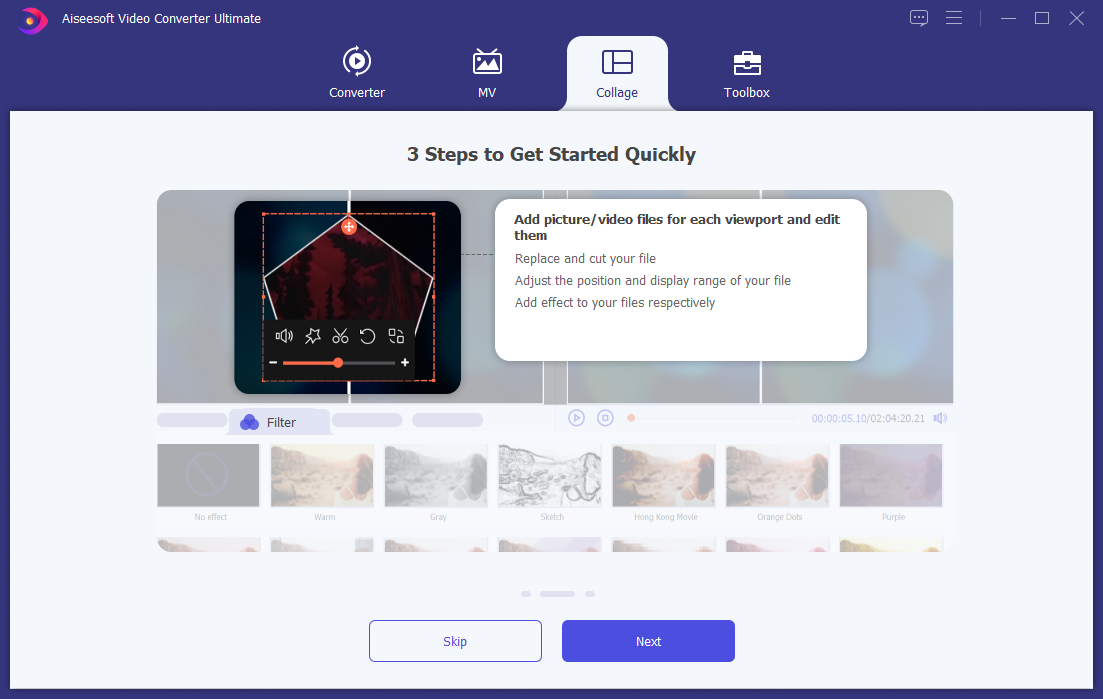 Aiseesoft Video Converter Ultimate
Converter
MV
Collage
Toolbox
3 Steps to Get Started Quickly
Add picture/video files for each viewport and edit
them
Replace and cut your file
Adjust the position and display range of your file
Add effect to your files respectively
Filter
00:00:05.10/02:04:20.21
No effect
Warm
Gray
Sketch
Hong Kong Movie
Orange Dots
Purple
Skip
Next